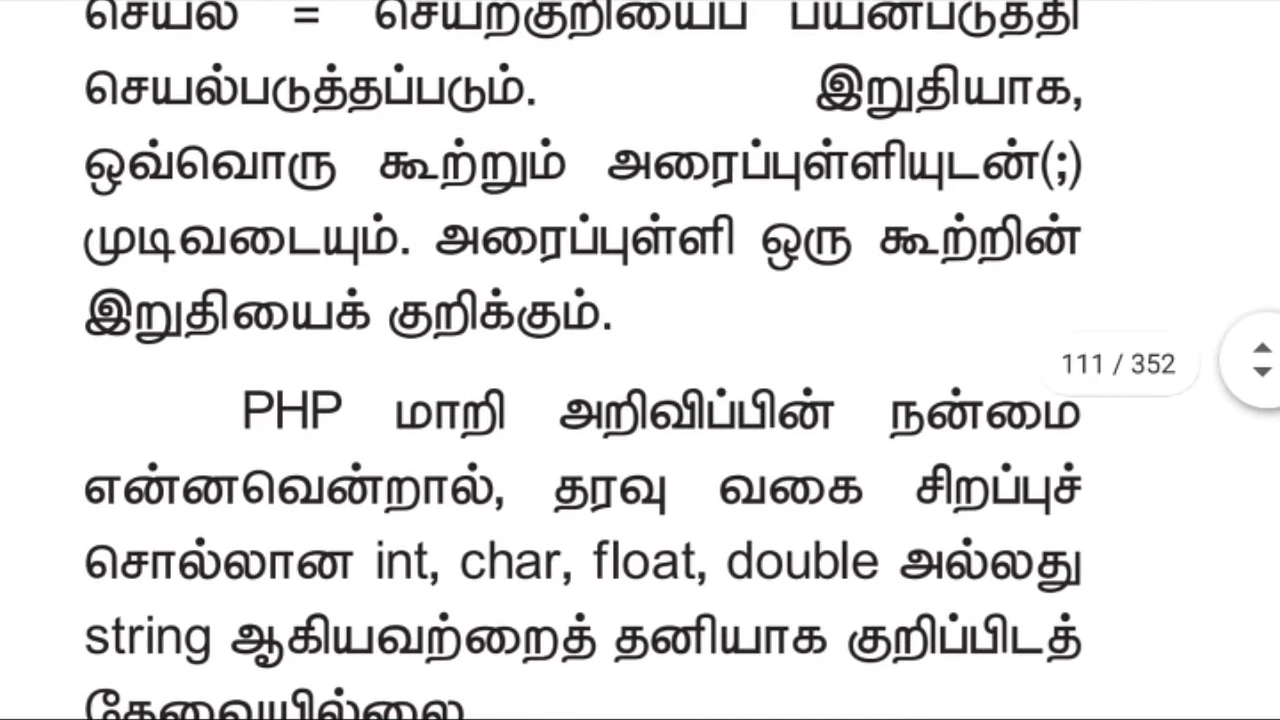 செயல் = செயற்குறியைப் பயன்படுத்தி
செயல்படுத்தப்படும். இறுதியாக,
ஒவ்வொரு கூற்றும் அரைப்புள்ளியுடன்(;)
முடிவடையும். அரைப்புள்ளி ஒரு கூற்றின்
இறுதியைக் குறிக்கும்.
111 / 352
PHP மாறி அறிவிப்பின் நன்மை
என்னவென்றால், தரவு வகை சிறப்புச்
சொல்லான int, char, float, double அல்லது
string ஆகியவற்றைத் தனியாக குறிப்பிடத்
தேவையில்லை